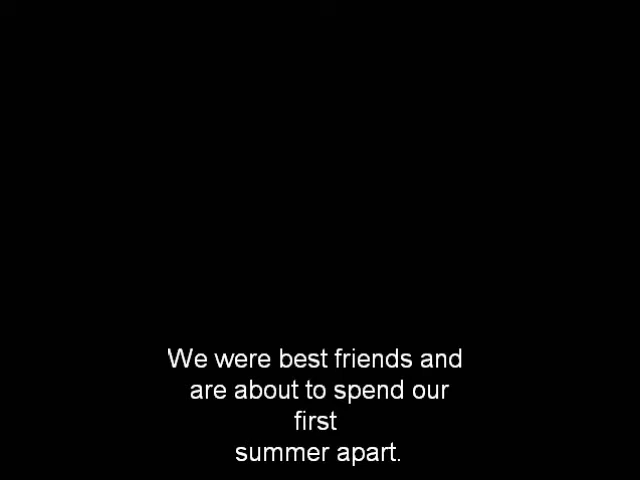 We were best friends and
are about to spend our
first
summer apart.